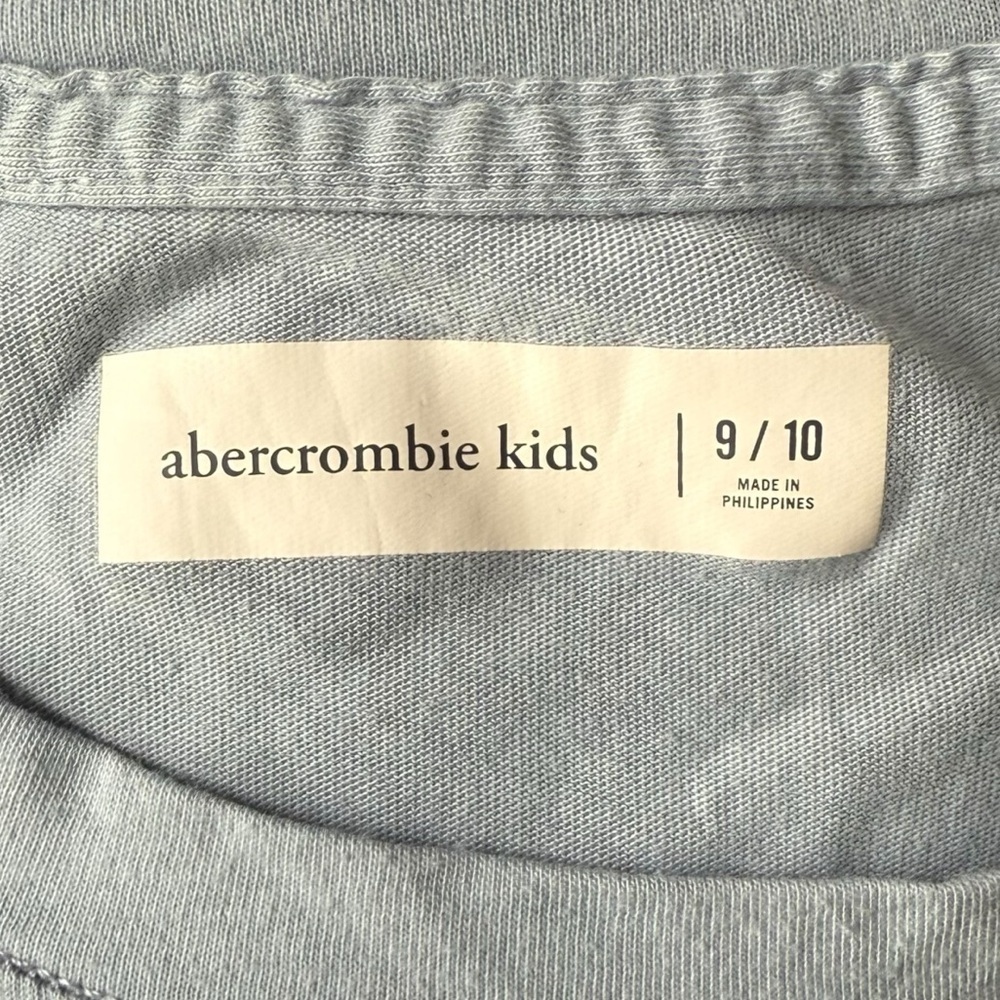 abercrombie kids
9 / 10
MADE IN
PHILIPPINES